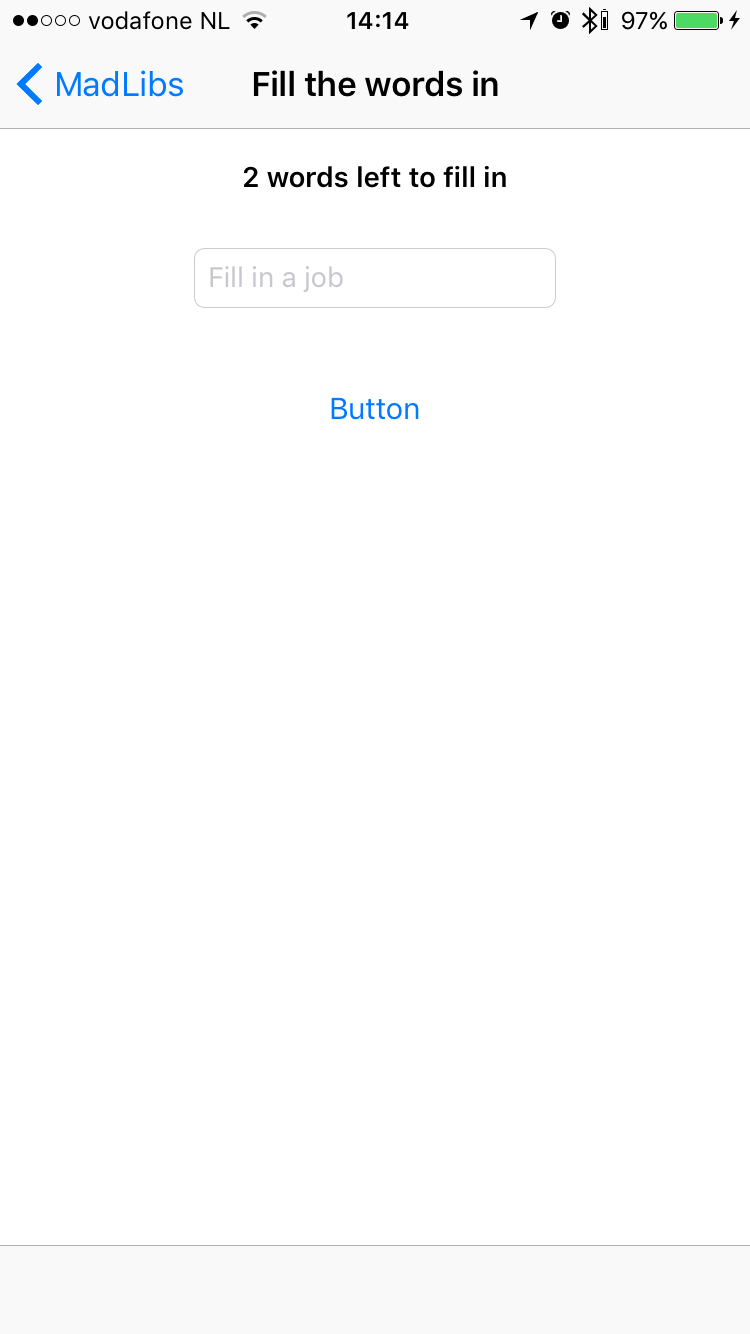 vodafone NL 14:14 97%
MadLibs Fill the words in
2 words left to fill in
Fill in a job
Button